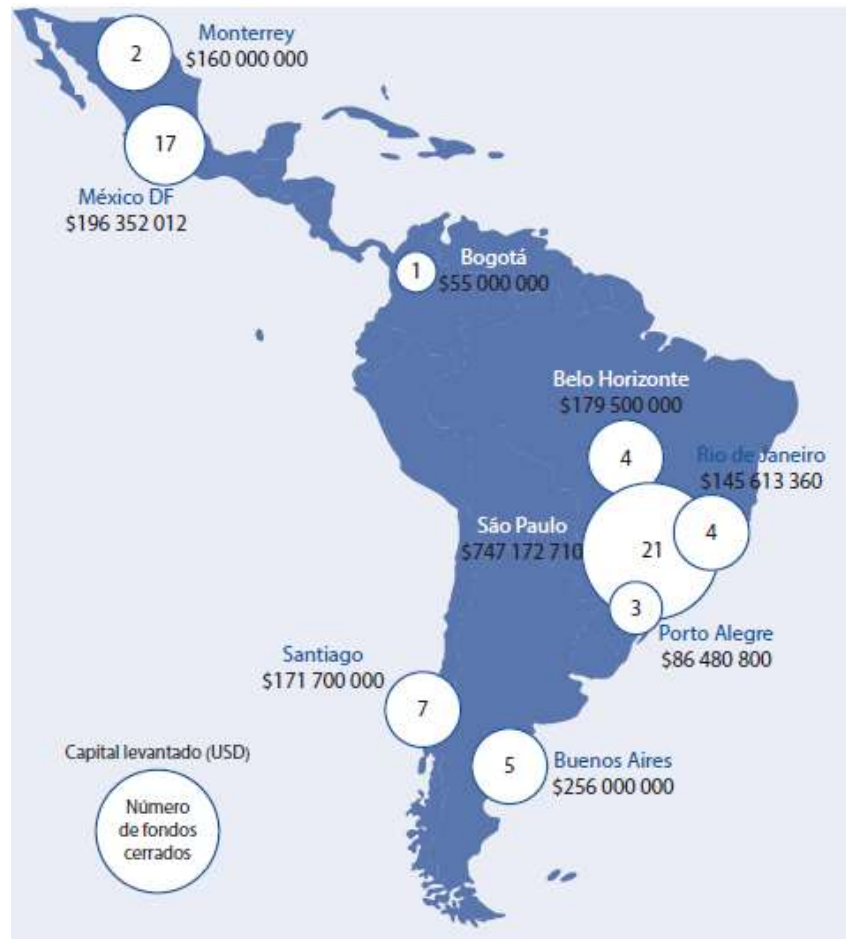 2
Monterrey
$160 000 000
17
México DF
$196 352 012
1
Bogotá
$55 000 000
Belo Horizonte
$179 500 000
4
Rio de Janeiro
$145 613 360
São Paulo
$747 172 710
21
4
3
Porto Alegre
$86 480 800
Santiago
$171 700 000
7
5
Buenos Aires
$256 000 000
Capital levantado (USD)
Número
de fondos
cerrados